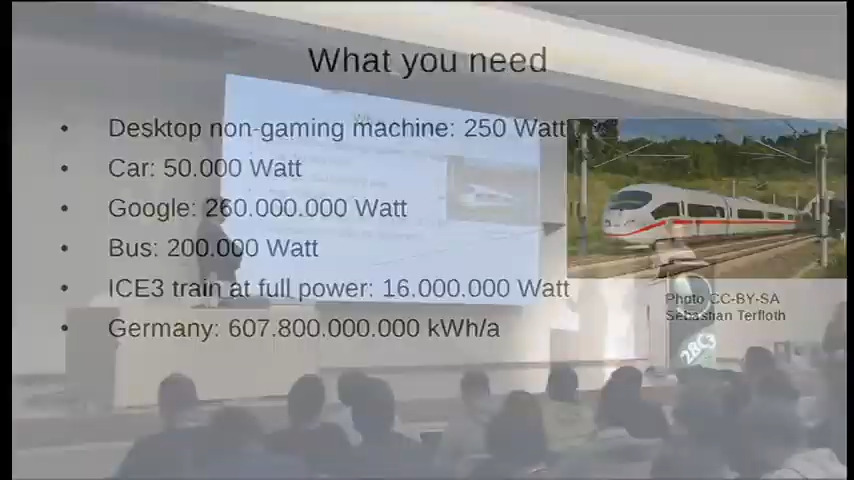 What you need
• Desktop non-gaming machine: 250 Watt
• Car: 50.000 Watt
• Google: 260.000.000 Watt
• Bus: 200.000 Watt
• ICE3 train at full power: 16.000.000 Watt
• Germany: 607.800.000.000 kWh/a
Photo CC-BY-SA
Sebastian Terfloth
28C3